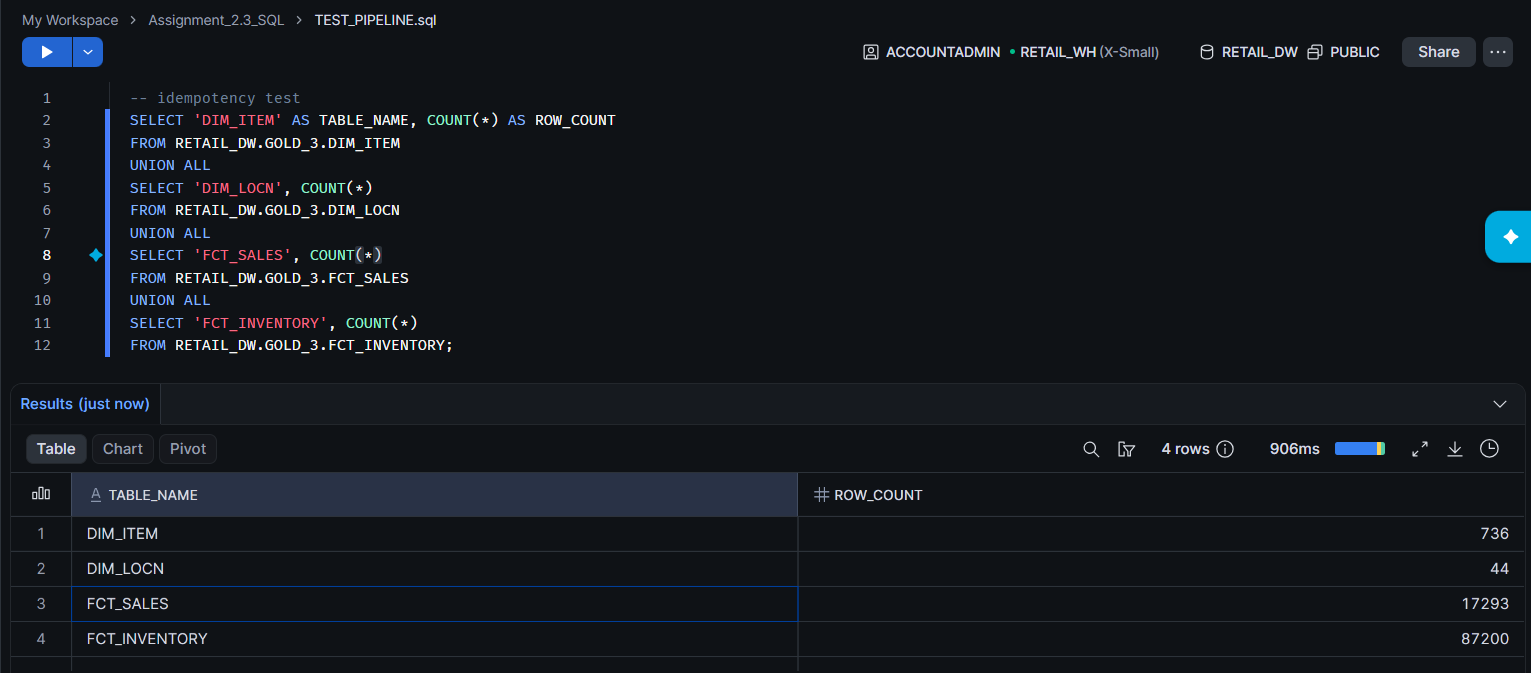 My Workspace > Assignment_2.3_SQL > TEST_PIPELINE.sql
ACCOUNTADMIN • RETAIL_WH (X-Small) RETAIL_DW PUBLIC Share ...
1 -- idempotency test
2 SELECT 'DIM_ITEM' AS TABLE_NAME, COUNT(*) AS ROW_COUNT
3 FROM RETAIL_DW.GOLD_3.DIM_ITEM
4 UNION ALL
5 SELECT 'DIM_LOCN', COUNT(*)
6 FROM RETAIL_DW.GOLD_3.DIM_LOCN
7 UNION ALL
8 SELECT 'FCT_SALES', COUNT(*)
9 FROM RETAIL_DW.GOLD_3.FCT_SALES
10 UNION ALL
11 SELECT 'FCT_INVENTORY', COUNT(*)
12 FROM RETAIL_DW.GOLD_3.FCT_INVENTORY;
Results (just now)
Table Chart Pivot 4 rows 906ms
A TABLE_NAME # ROW_COUNT
1 DIM_ITEM 736
2 DIM_LOCN 44
3 FCT_SALES 17293
4 FCT_INVENTORY 87200